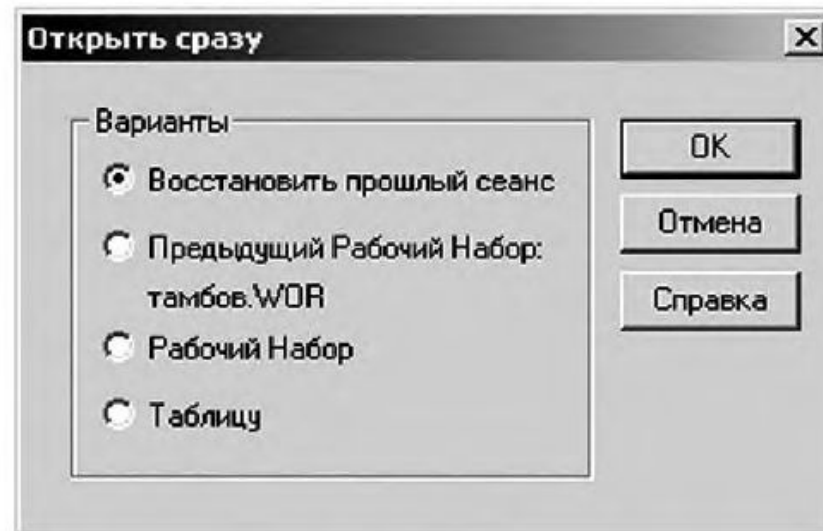 Открыть сразу
Варианты
Восстановить прошлый сеанс
Предыдущий Рабочий Набор:
тамбов.WOR
Рабочий Набор
Таблицу
OK
Отмена
Справка